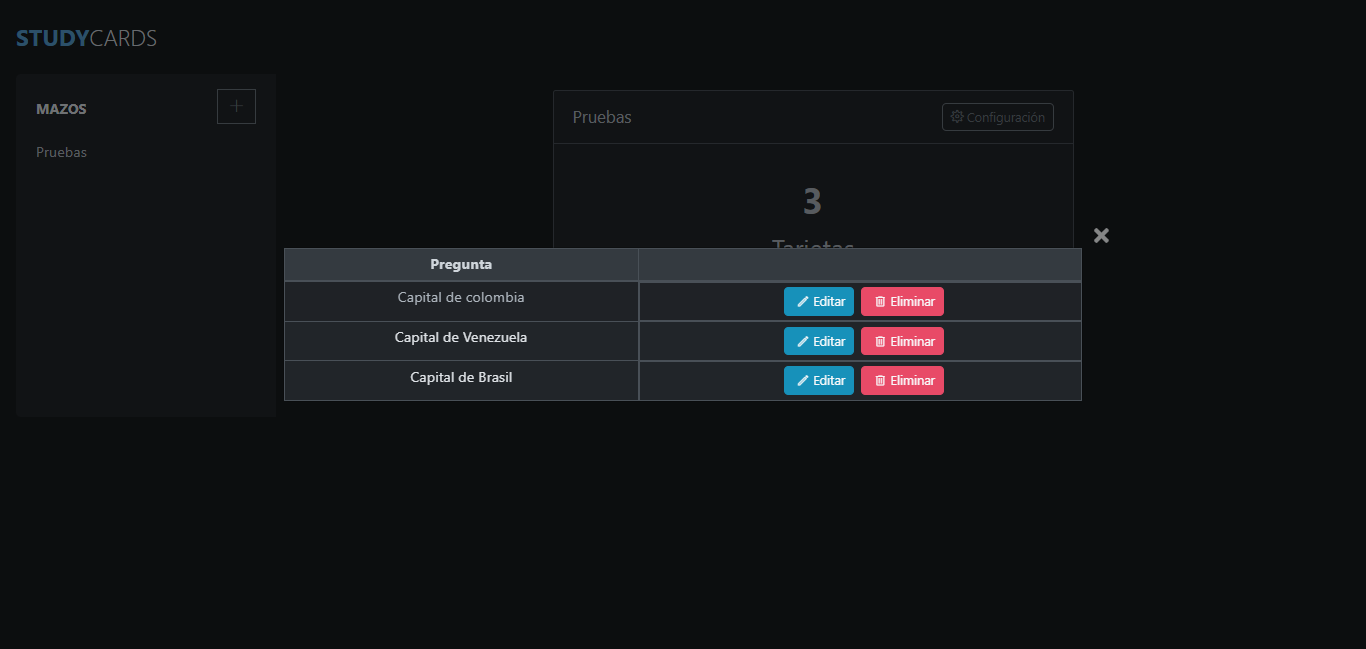 STUDYCARDS
MAZOS
Pruebas
Pruebas
Configuración
3
Tarjetas
Pregunta
Capital de colombia
Editar
Eliminar
Capital de Venezuela
Editar
Eliminar
Capital de Brasil
Editar
Eliminar